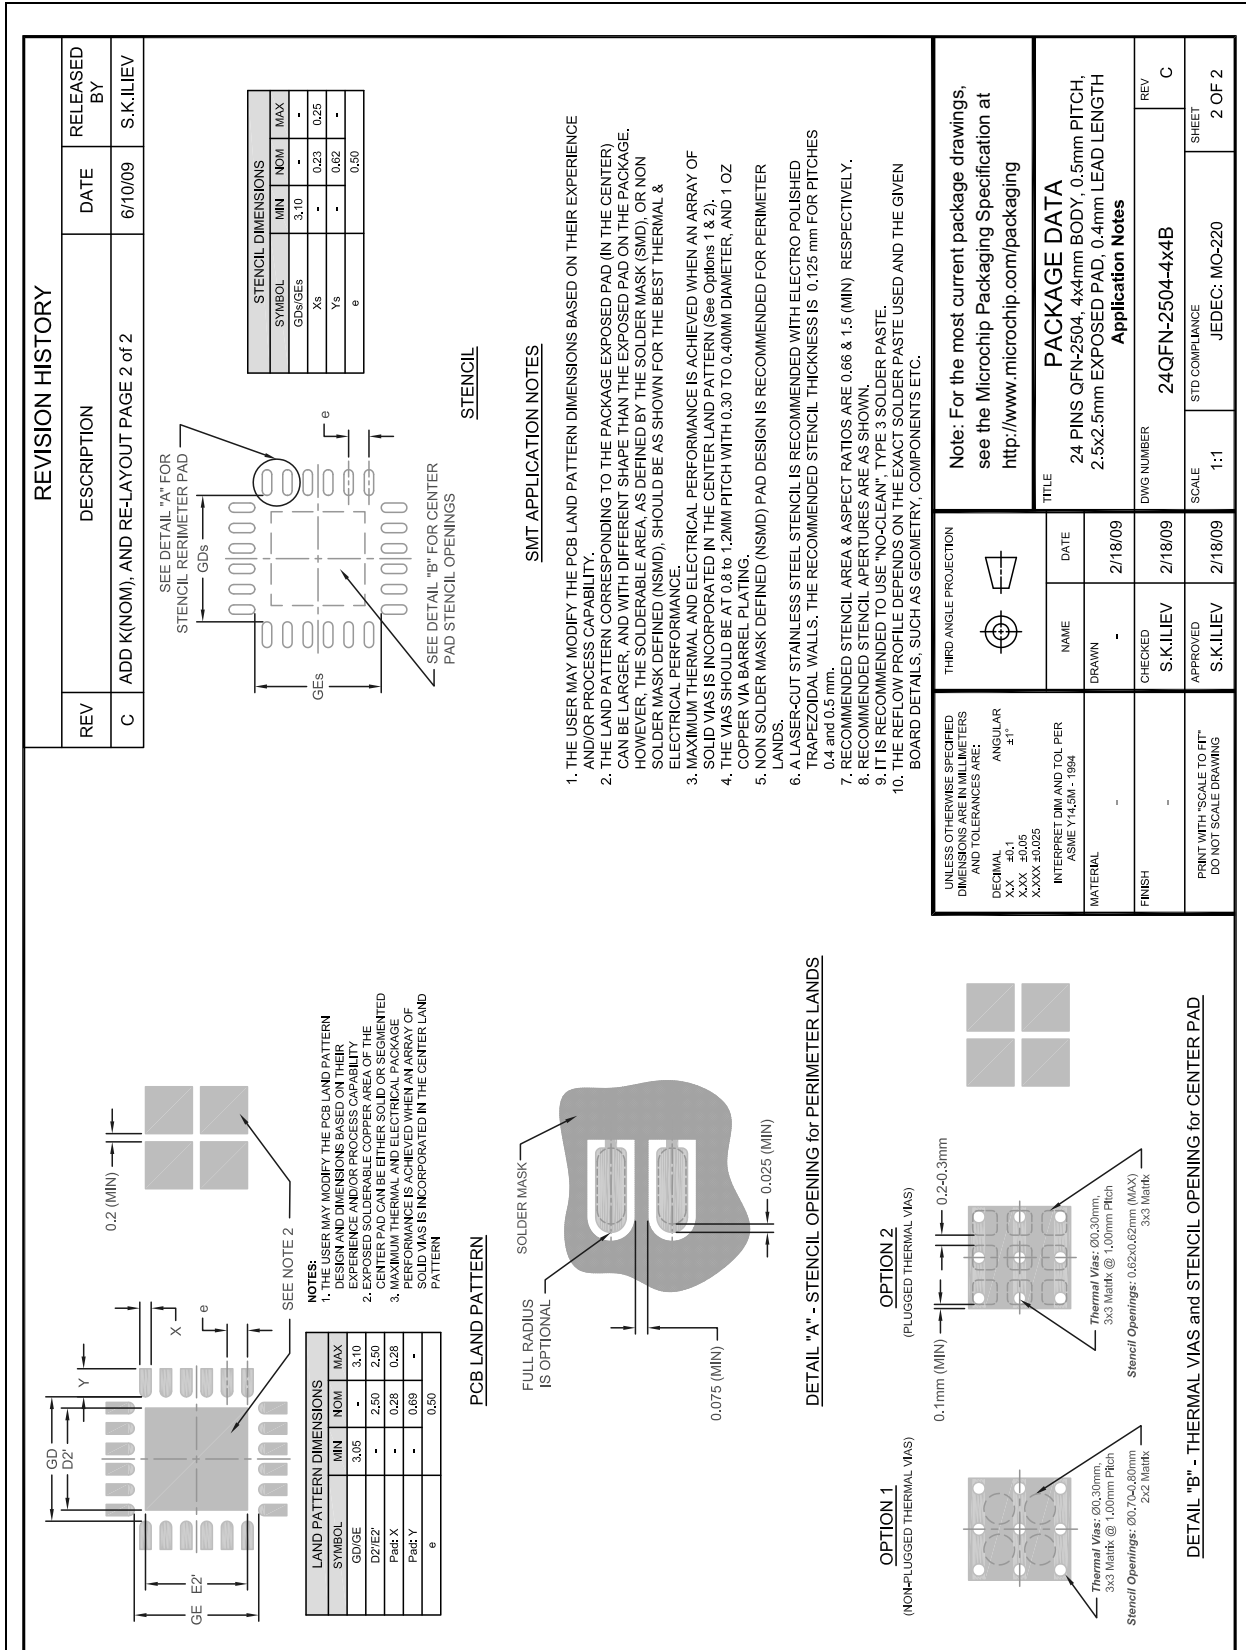 REVISION HISTORY
REV
DESCRIPTION
DATE
RELEASED
BY
C
ADD K(NOM), AND RE-LAYOUT PAGE 2 of 2
6/10/09
S.K.ILIEV
GD
D2'
Y
X
e
GE
E2'
0.2 (MIN)
SEE NOTE 2
LAND PATTERN DIMENSIONS
SYMBOL MIN NOM MAX
GD/GE 3.05 - 3.10
D2'/E2' - 2.50 2.50
Pad: X - 0.28 0.28
Pad: Y - 0.69 -
e 0.50
NOTES:
1. THE USER MAY MODIFY THE PCB LAND PATTERN
DESIGN AND DIMENSIONS BASED ON THEIR
EXPERIENCE AND/OR PROCESS CAPABILITY
2. EXPOSED SOLDERABLE COPPER AREA OF THE
CENTER PAD CAN BE EITHER SOLID OR SEGMENTED
3. MAXIMUM THERMAL AND ELECTRICAL PACKAGE
PERFORMANCE IS ACHIEVED WHEN AN ARRAY OF
SOLID VIAS IS INCORPORATED IN THE CENTER LAND
PATTERN
PCB LAND PATTERN
SEE DETAIL "A" FOR
STENCIL RERIMETER PAD
GDs
GEs
e
SEE DETAIL "B" FOR CENTER
PAD STENCIL OPENINGS
STENCIL DIMENSIONS
SYMBOL MIN NOM MAX
GDs/GEs 3.10 - -
Xs - 0.23 0.25
Ys - 0.62 -
e 0.50
STENCIL
FULL RADIUS
IS OPTIONAL
SOLDER MASK
0.075 (MIN)
0.025 (MIN)
DETAIL "A" - STENCIL OPENING for PERIMETER LANDS
SMT APPLICATION NOTES
1. THE USER MAY MODIFY THE PCB LAND PATTERN DIMENSIONS BASED ON THEIR EXPERIENCE
AND/OR PROCESS CAPABILITY.
2. THE LAND PATTERN CORRESPONDING TO THE PACKAGE EXPOSED PAD (IN THE CENTER)
CAN BE LARGER, AND WITH DIFFERENT SHAPE THAN THE EXPOSED PAD ON THE PACKAGE.
HOWEVER, THE SOLDERABLE AREA, AS DEFINED BY THE SOLDER MASK (SMD), OR NON
SOLDER MASK DEFINED (NSMD), SHOULD BE AS SHOWN FOR THE BEST THERMAL &
ELECTRICAL PERFORMANCE.
3. MAXIMUM THERMAL AND ELECTRICAL PERFORMANCE IS ACHIEVED WHEN AN ARRAY OF
SOLID VIAS IS INCORPORATED IN THE CENTER LAND PATTERN (See Options 1 & 2).
4. THE VIAS SHOULD BE AT 0.8 to 1.2MM PITCH WITH 0.30 TO 0.40MM DIAMETER, AND 1 OZ
COPPER VIA BARREL PLATING.
5. NON SOLDER MASK DEFINED (NSMD) PAD DESIGN IS RECOMMENDED FOR PERIMETER
LANDS.
6. A LASER-CUT STAINLESS STEEL STENCIL IS RECOMMENDED WITH ELECTRO POLISHED
TRAPEZOIDAL WALLS. THE RECOMMENDED STENCIL THICKNESS IS 0.125 mm FOR PITCHES
0.4 and 0.5 mm.
7. RECOMMENDED STENCIL AREA & ASPECT RATIOS ARE 0.66 & 1.5 (MIN) RESPECTIVELY.
8. RECOMMENDED STENCIL APERTURES ARE AS SHOWN.
9. IT IS RECOMMENDED TO USE "NO-CLEAN" TYPE 3 SOLDER PASTE.
10. THE REFLOW PROFILE DEPENDS ON THE EXACT SOLDER PASTE USED AND THE GIVEN
BOARD DETAILS, SUCH AS GEOMETRY, COMPONENTS ETC.
OPTION 1
(NON-PLUGGED THERMAL VIAS)
Thermal Vias: Ø0.30mm,
3x3 Matrix @ 1.00mm Pitch
Stencil Openings: Ø0.70-0.80mm
2x2 Matrix
OPTION 2
(PLUGGED THERMAL VIAS)
0.1mm (MIN)
0.2-0.3mm
Thermal Vias: Ø0.30mm,
3x3 Matrix @ 1.00mm Pitch
Stencil Openings: 0.62x0.62mm (MAX)
3x3 Matrix
DETAIL "B" - THERMAL VIAS and STENCIL OPENING for CENTER PAD
UNLESS OTHERWISE SPECIFIED
DIMENSIONS ARE IN MILLIMETERS
AND TOLERANCES ARE:
DECIMAL
ANGULAR
X.X ±0.1
±1°
X.XX ±0.05
X.XXX ±0.025
INTERPRET DIM AND TOL PER
ASME Y14.5M - 1994
MATERIAL
-
FINISH
-
PRINT WITH "SCALE TO FIT"
DO NOT SCALE DRAWING
THIRD ANGLE PROJECTION
NAME
DATE
DRAWN
-
2/18/09
CHECKED
S.K.ILIEV
2/18/09
APPROVED
S.K.ILIEV
2/18/09
Note: For the most current package drawings,
see the Microchip Packaging Specification at
http://www.microchip.com/packaging
TITLE
PACKAGE DATA
24 PINS QFN-2504, 4x4mm BODY, 0.5mm PITCH,
2.5x2.5mm EXPOSED PAD, 0.4mm LEAD LENGTH
Application Notes
DWG NUMBER
24QFN-2504-4x4B
REV
C
SCALE
1:1
STD COMPLIANCE
JEDEC: MO-220
SHEET
2 OF 2